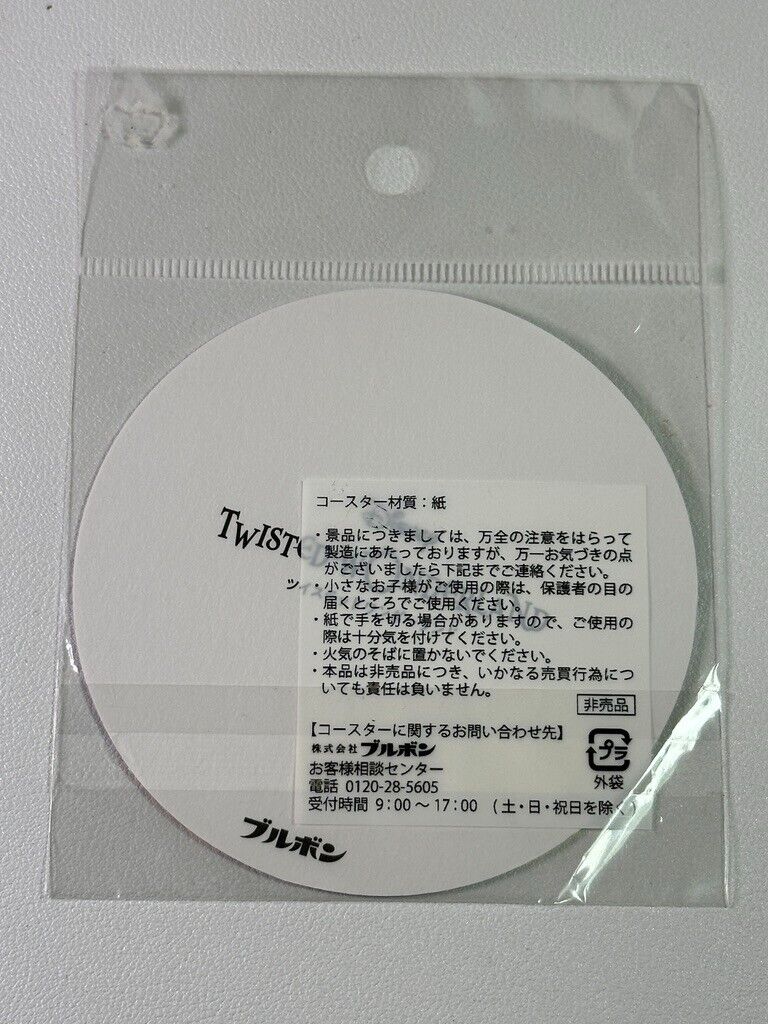 コースター材質：紙
・景品につきましては、万全の注意をはらって
製造にあたっておりますが、万一お気づきの点
がございましたら下記までご連絡ください。
・小さなお子様がご使用の際は、保護者の目の
届くところでご使用ください。
・紙で手を切る場合がありますので、ご使用の
際は十分気を付けてください。
・火気のそばに置かないでください。
・本品は非売品につき、いかなる売買行為につ
いても責任は負いません。
非売品
【コースターに関するお問い合わせ先】
株式会社 ブルボン
お客様相談センター
電話 0120-28-5605
受付時間 9：00～17：00 （土・日・祝日を除く）
プラ
外袋
ブルボン